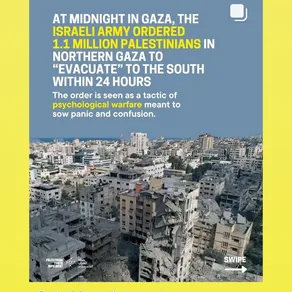 AT MIDNIGHT IN GAZA, THE
ISRAELI ARMY ORDERED
1.1 MILLION PALESTINIANS IN
NORTHERN GAZA TO
"EVACUATE" TO THE SOUTH
WITHIN 24 HOURS
The order is seen as a tactic of
psychological warfare meant to
sow panic and confusion.
SWIPE